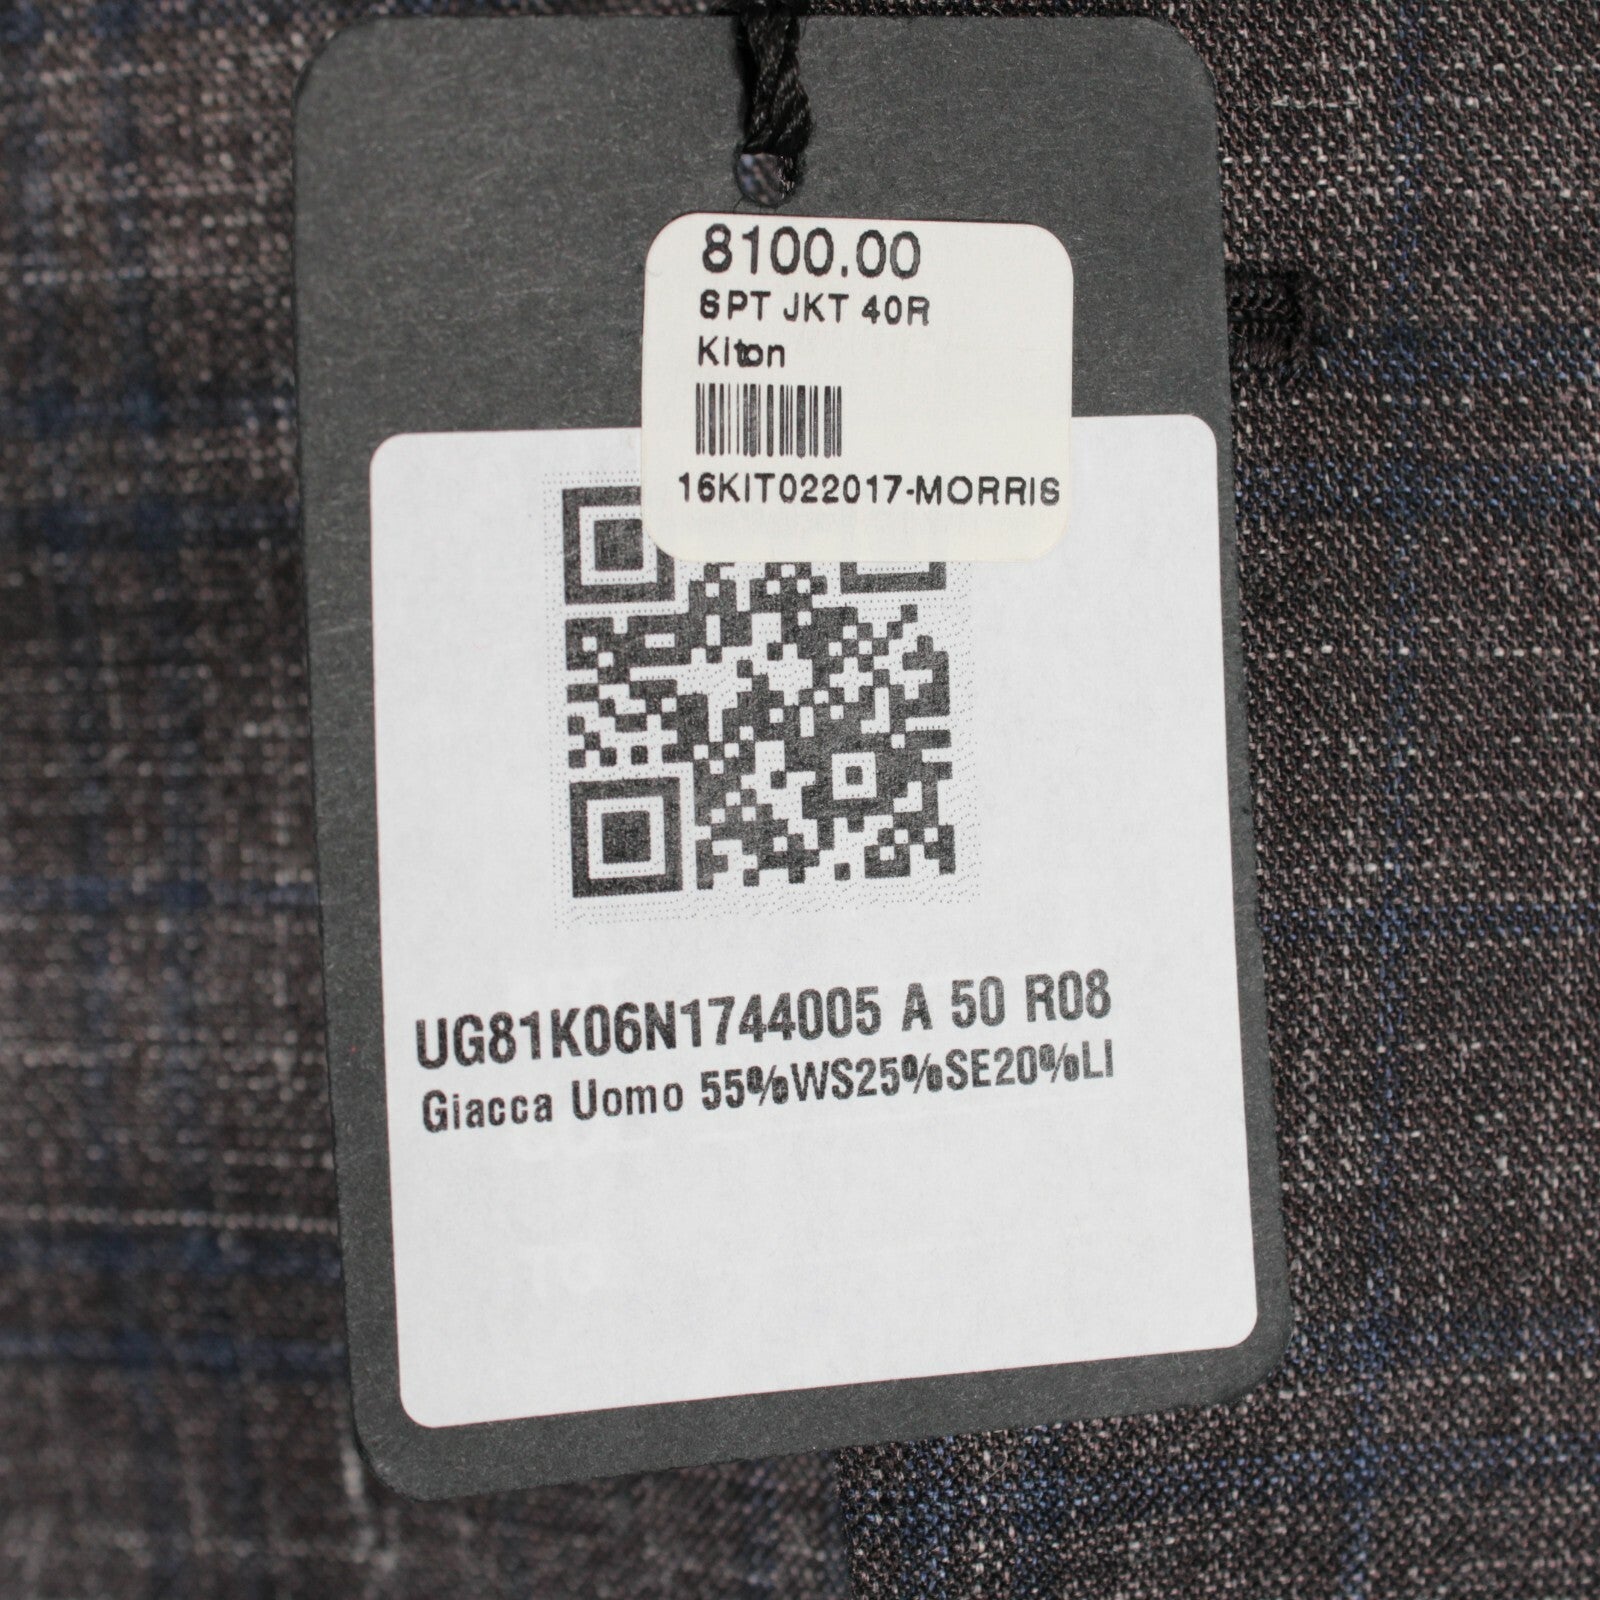 8100.00
SPT JKT 40R
Kiton
16KIT022017-MORRIS
UG81K06N1744005 A 50 R08
Giacca Uomo 55%WS25%SE20%LI